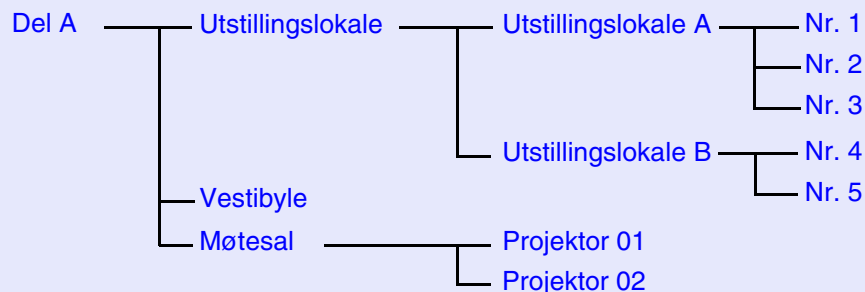 Del A Utstillingslokale Utstillingslokale A Nr. 1
Nr. 2
Nr. 3
Utstillingslokale B Nr. 4
Nr. 5
Vestibyle
Møtesal Projektor 01
Projektor 02